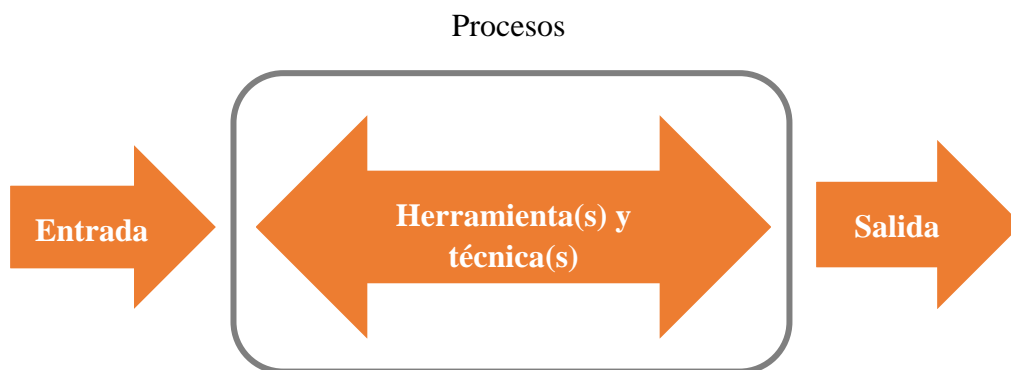 Procesos
Entrada
Herramienta(s) y
técnica(s)
Salida